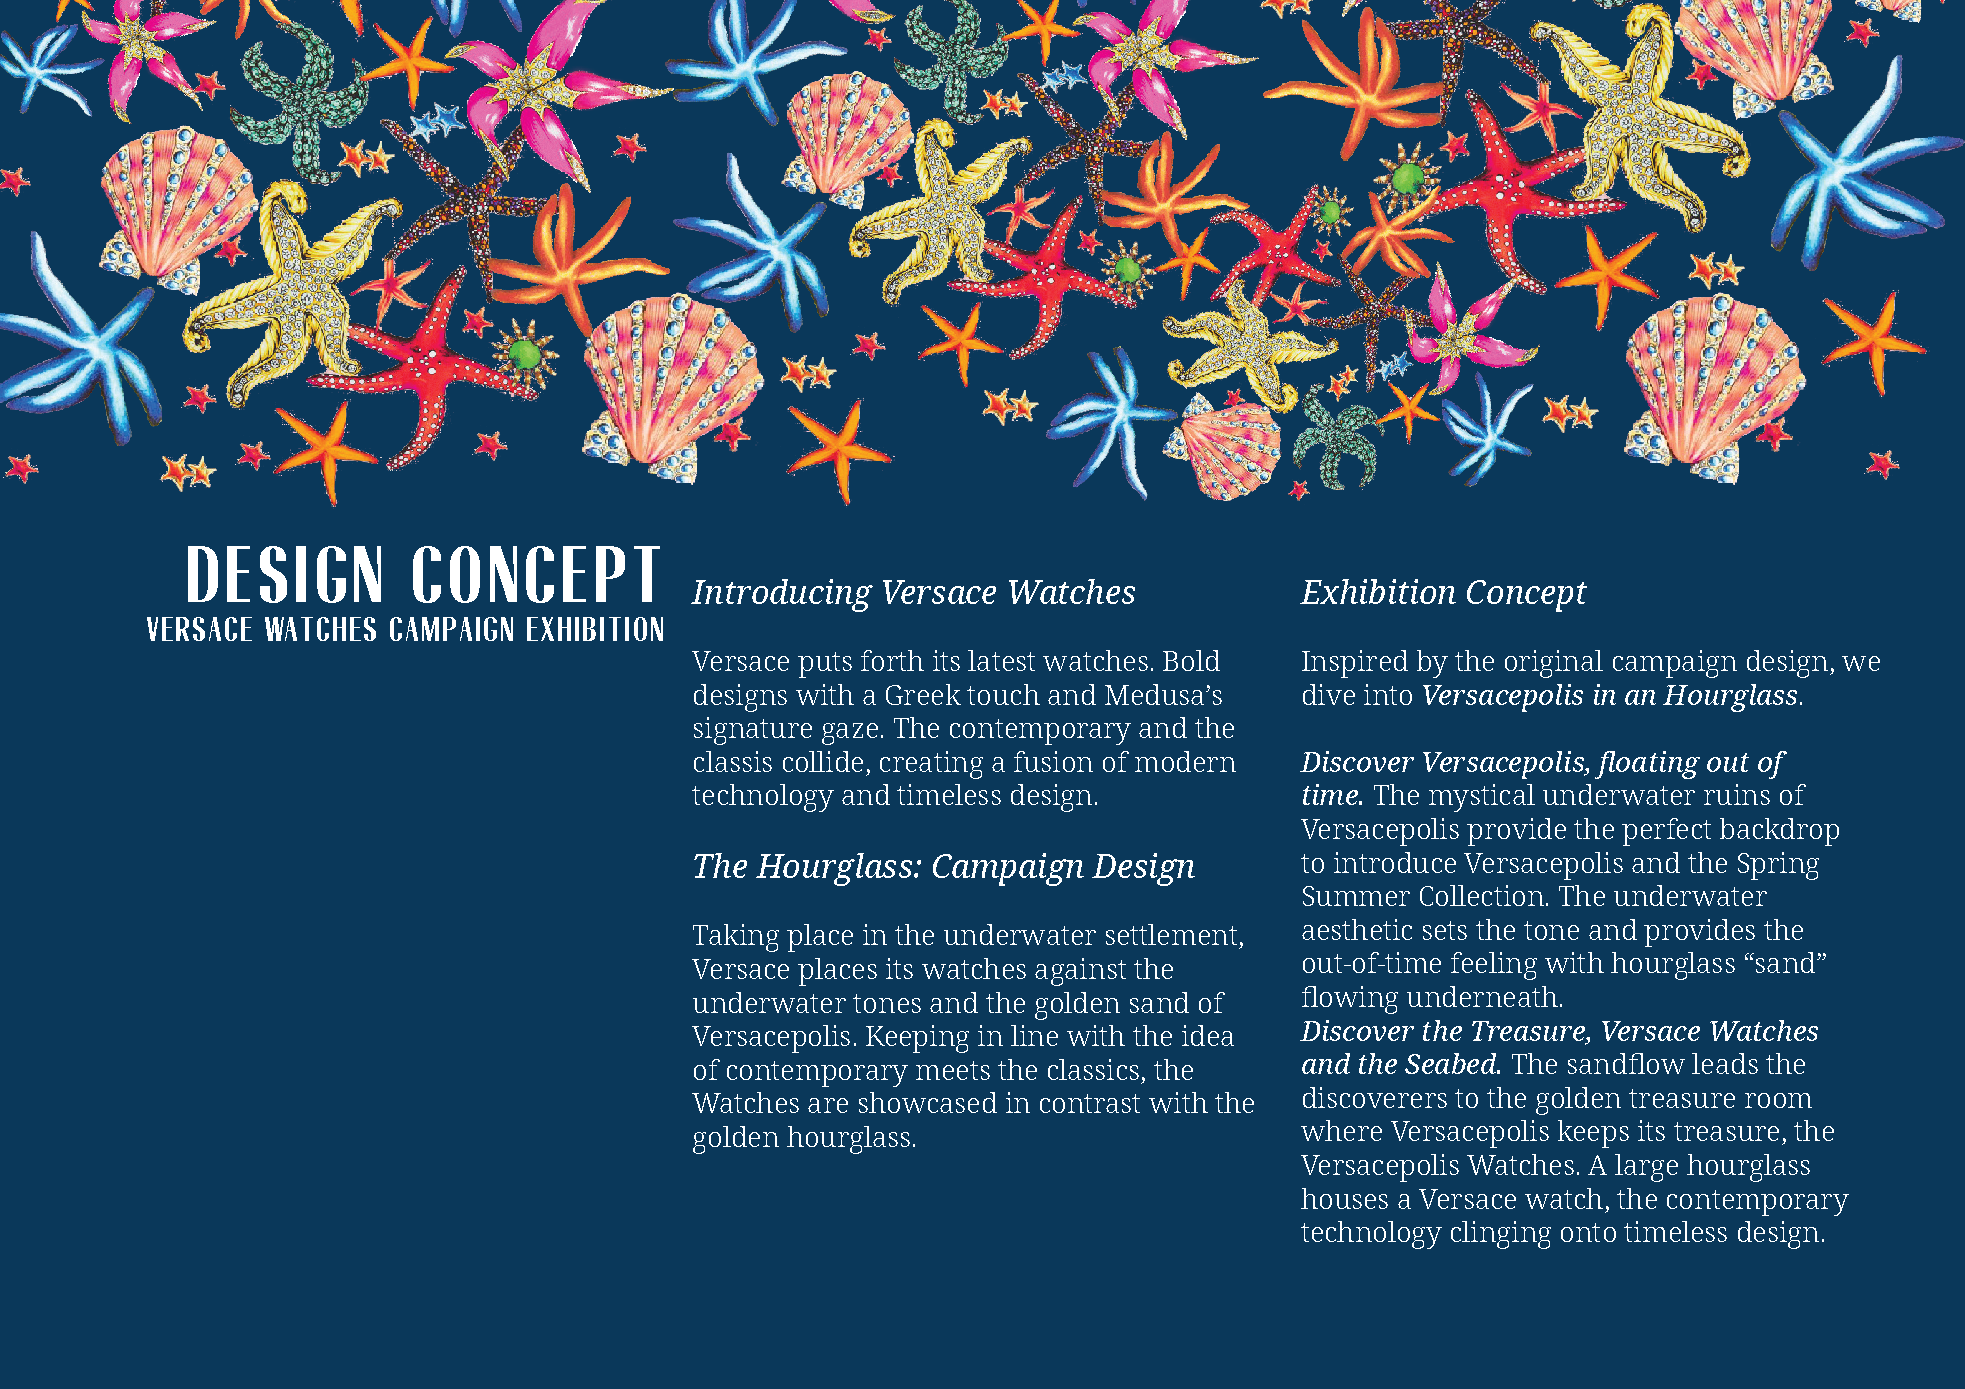 DESIGN CONCEPT
VERSACE WATCHES CAMPAIGN EXHIBITION
Introducing Versace Watches
Versace puts forth its latest watches. Bold
designs with a Greek touch and Medusa’s
signature gaze. The contemporary and the
classis collide, creating a fusion of modern
technology and timeless design.
The Hourglass: Campaign Design
Taking place in the underwater settlement,
Versace places its watches against the
underwater tones and the golden sand of
Versacepolis. Keeping in line with the idea
of contemporary meets the classics, the
Watches are showcased in contrast with the
golden hourglass.
Exhibition Concept
Inspired by the original campaign design, we
dive into Versacepolis in an Hourglass.
Discover Versacepolis, floating out of
time. The mystical underwater ruins of
Versacepolis provide the perfect backdrop
to introduce Versacepolis and the Spring
Summer Collection. The underwater
aesthetic sets the tone and provides the
out-of-time feeling with hourglass “sand”
flowing underneath.
Discover the Treasure, Versace Watches
and the Seabed. The sandflow leads the
discoverers to the golden treasure room
where Versacepolis keeps its treasure, the
Versacepolis Watches. A large hourglass
houses a Versace watch, the contemporary
technology clinging onto timeless design.